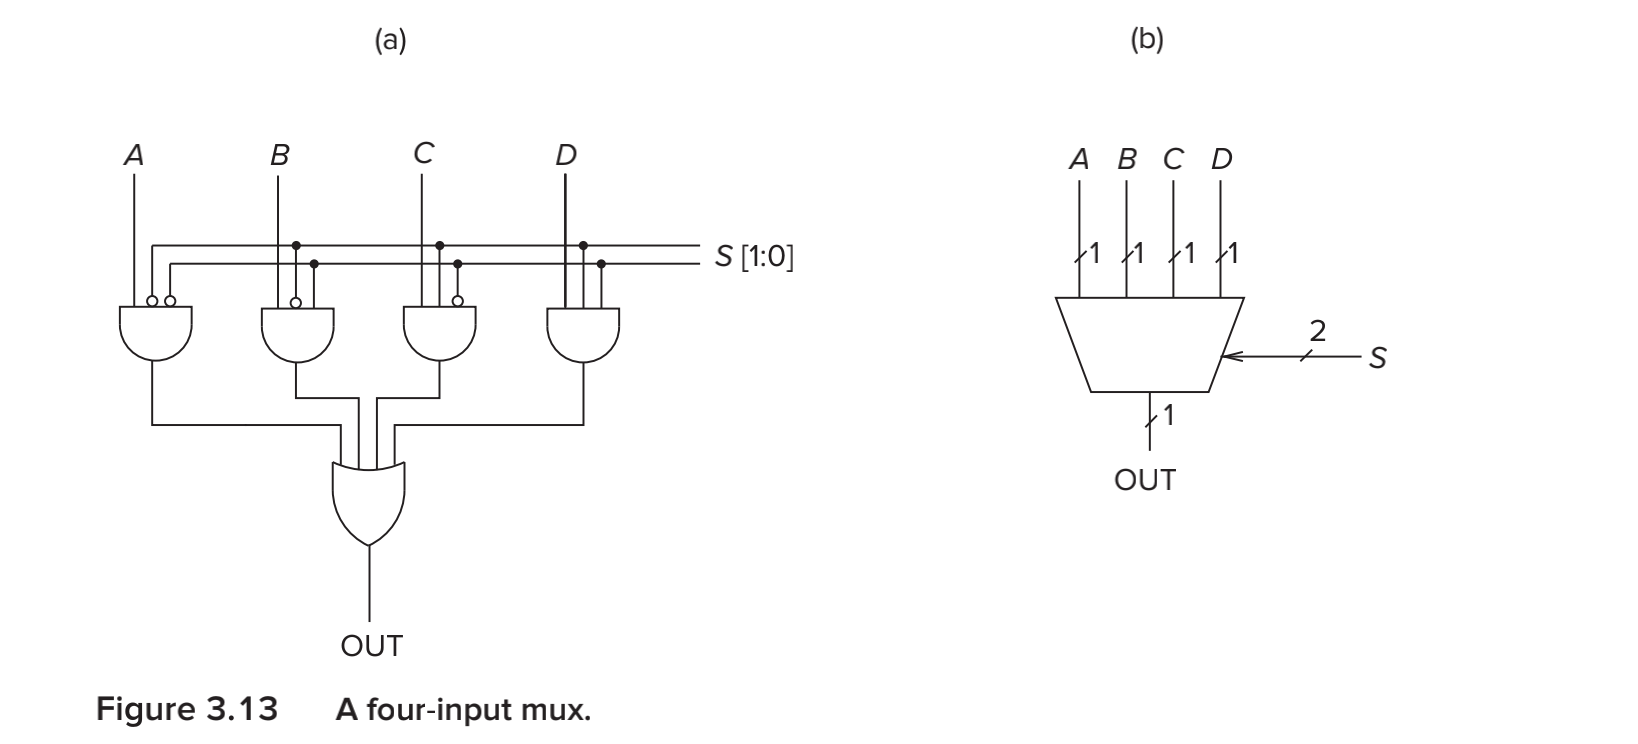 (a)
(b)
A B C D
S [1:0]
OUT
A B C D
1 1 1 1
2
S
1
OUT
Figure 3.13 A four-input mux.